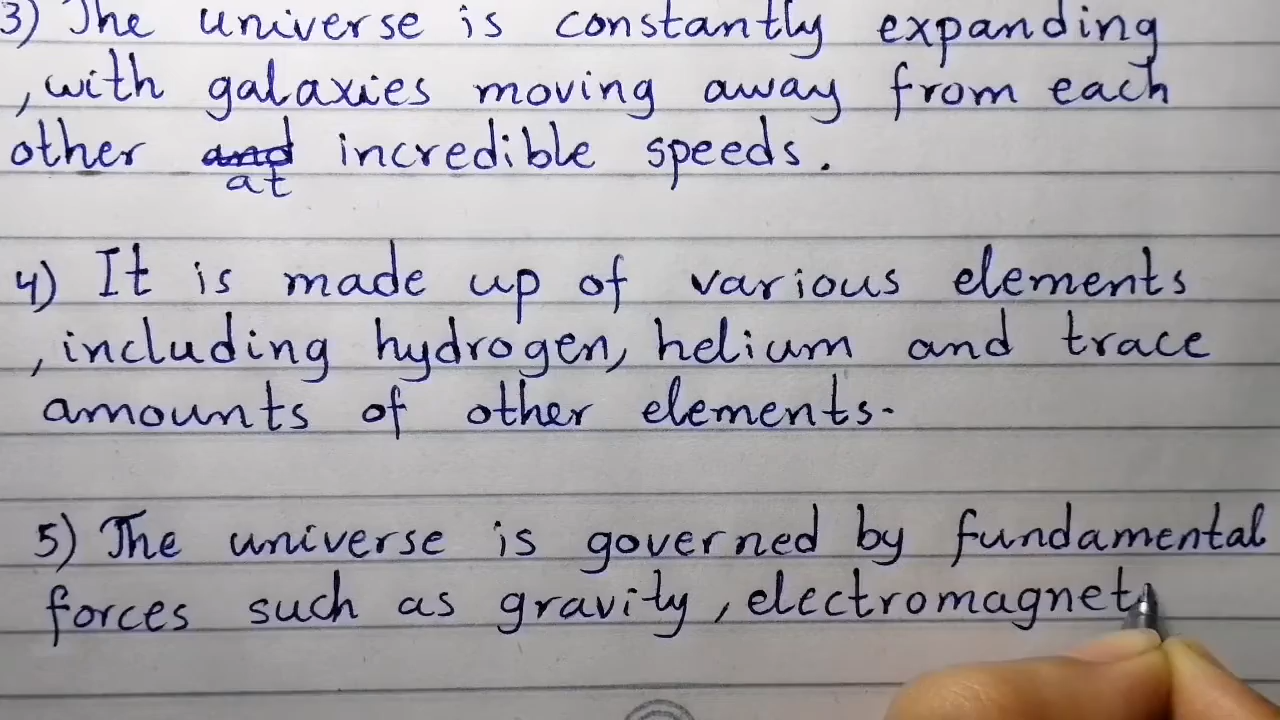 3) The universe is constantly expanding
, with galaxies moving away from each
other and incredible speeds.
at
4) It is made up of various elements
, including hydrogen, helium and trace
amounts of other elements.
5) The universe is governed by fundamental
forces such as gravity, electromagnet